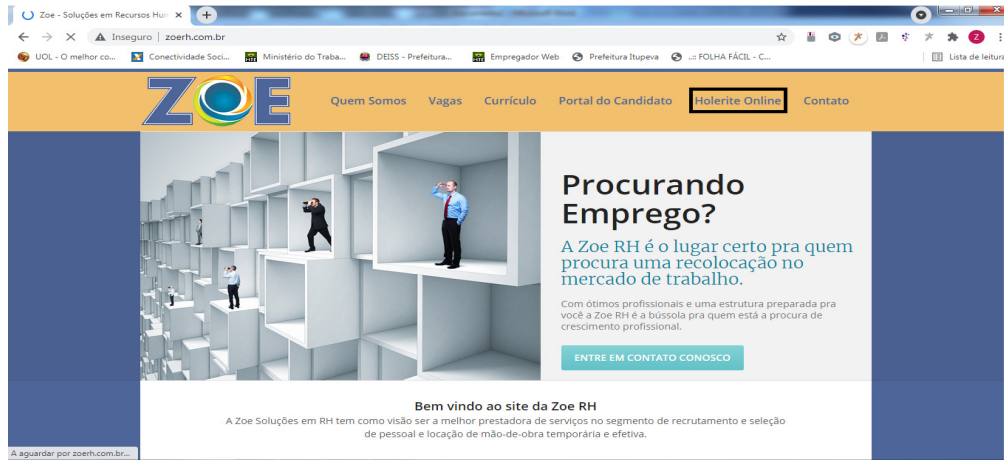 Zoe - Soluções em Recursos Hum
Inseguro | zoerh.com.br
UOL - O melhor co... Conectividade Soci... Ministério do Traba... DEISS - Prefeitura... Empregador Web Prefeitura Itupeva ..:: FOLHA FÁCIL - C... Lista de leitura
ZOE
Quem Somos Vagas Currículo Portal do Candidato Holerite Online Contato
Procurando
Emprego?
A Zoe RH é o lugar certo pra quem
procura uma recolocação no
mercado de trabalho.
Com ótimos profissionais e uma estrutura preparada pra
você a Zoe RH é a bússola pra quem está a procura de
crescimento profissional.
ENTRE EM CONTATO CONOSCO
Bem vindo ao site da Zoe RH
A Zoe Soluções em RH tem como visão ser a melhor prestadora de serviços no segmento de recrutamento e seleção
de pessoal e locação de mão-de-obra temporária e efetiva.
A aguardar por zoerh.com.br...